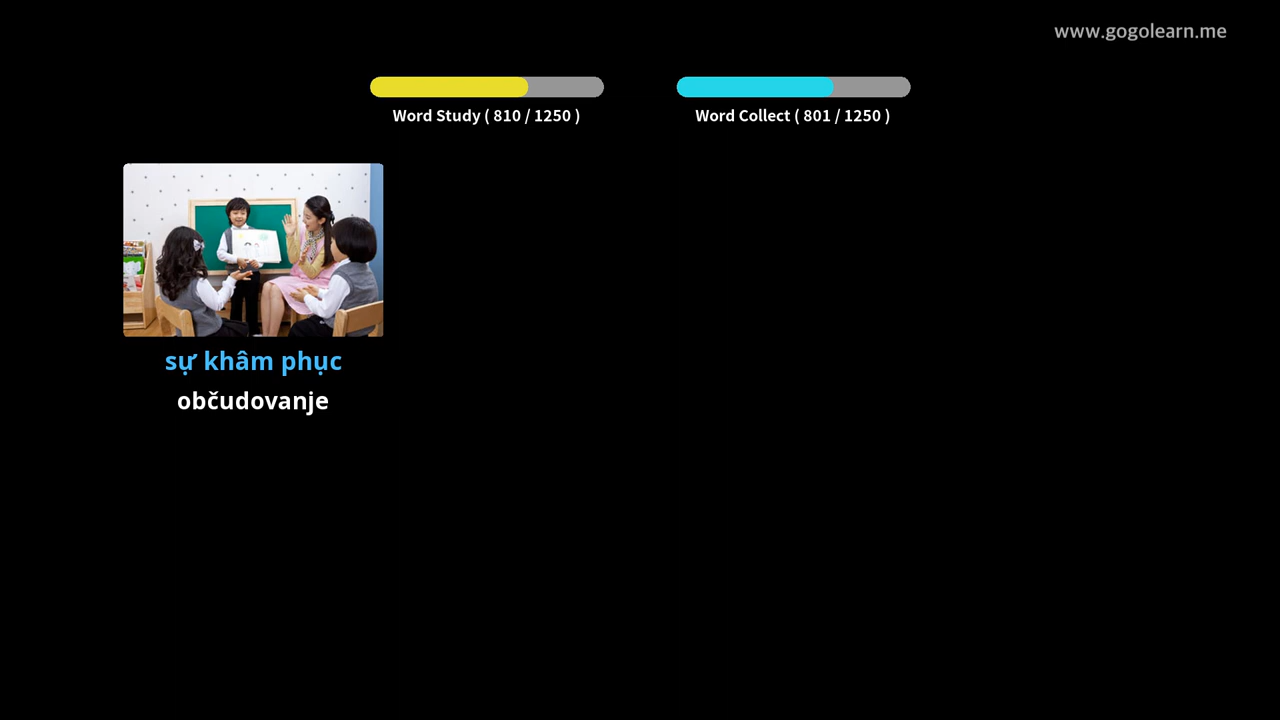 www.gogolearn.me
Word Study ( 810 / 1250 )
Word Collect ( 801 / 1250 )
sự khâm phục
občudovanje